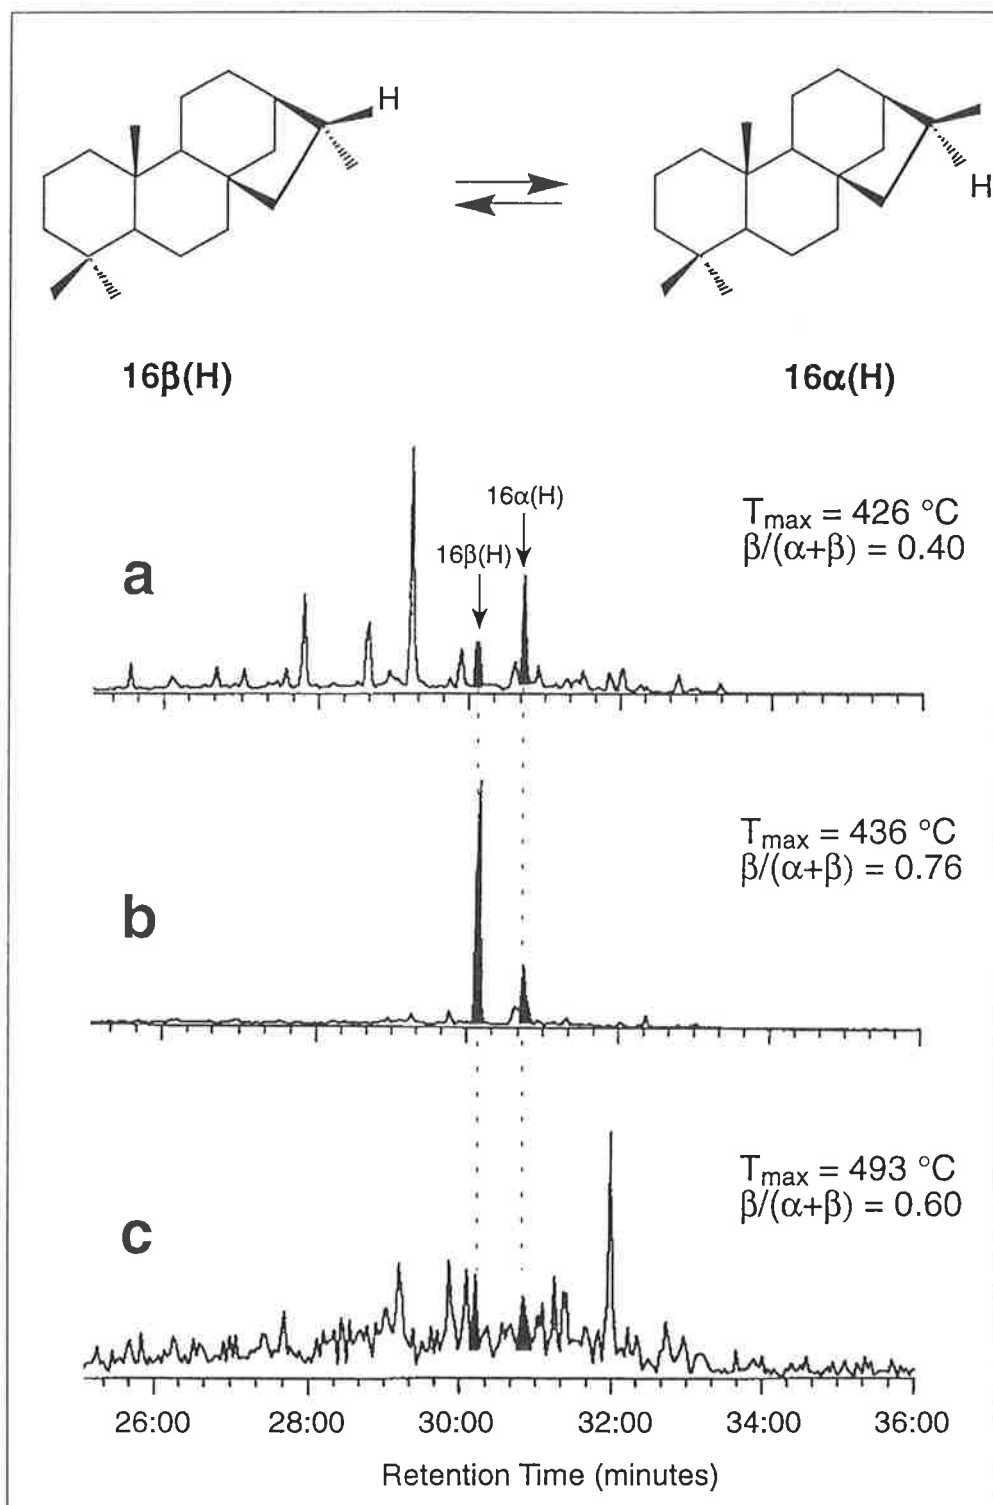 H
H
16β(H)
16α(H)
16α(H)
16β(H)
a
Tmax = 426 °C
β/(α+β) = 0.40
b
Tmax = 436 °C
β/(α+β) = 0.76
c
Tmax = 493 °C
β/(α+β) = 0.60
26:00 28:00 30:00 32:00 34:00 36:00
Retention Time (minutes)